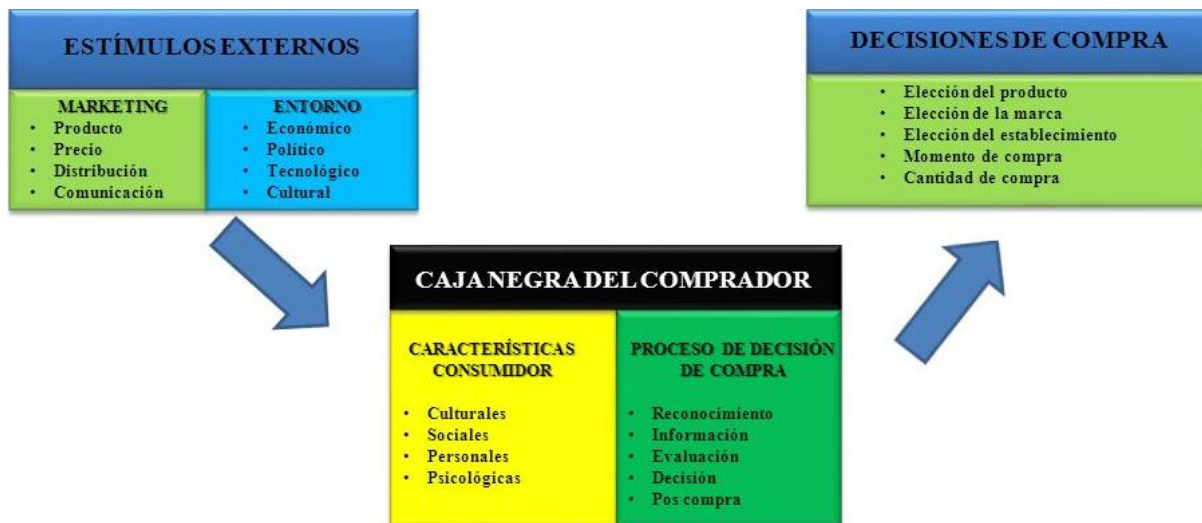 ESTÍMULOS EXTERNOS
MARKETING
• Producto
• Precio
• Distribución
• Comunicación
ENTORNO
• Económico
• Político
• Tecnológico
• Cultural
CAJA NEGRA DEL COMPRADOR
CARACTERÍSTICAS
CONSUMIDOR
• Culturales
• Sociales
• Personales
• Psicológicas
PROCESO DE DECISIÓN
DE COMPRA
• Reconocimiento
• Información
• Evaluación
• Decisión
• Pos compra
DECISIONES DE COMPRA
• Elección del producto
• Elección de la marca
• Elección del establecimiento
• Momento de compra
• Cantidad de compra